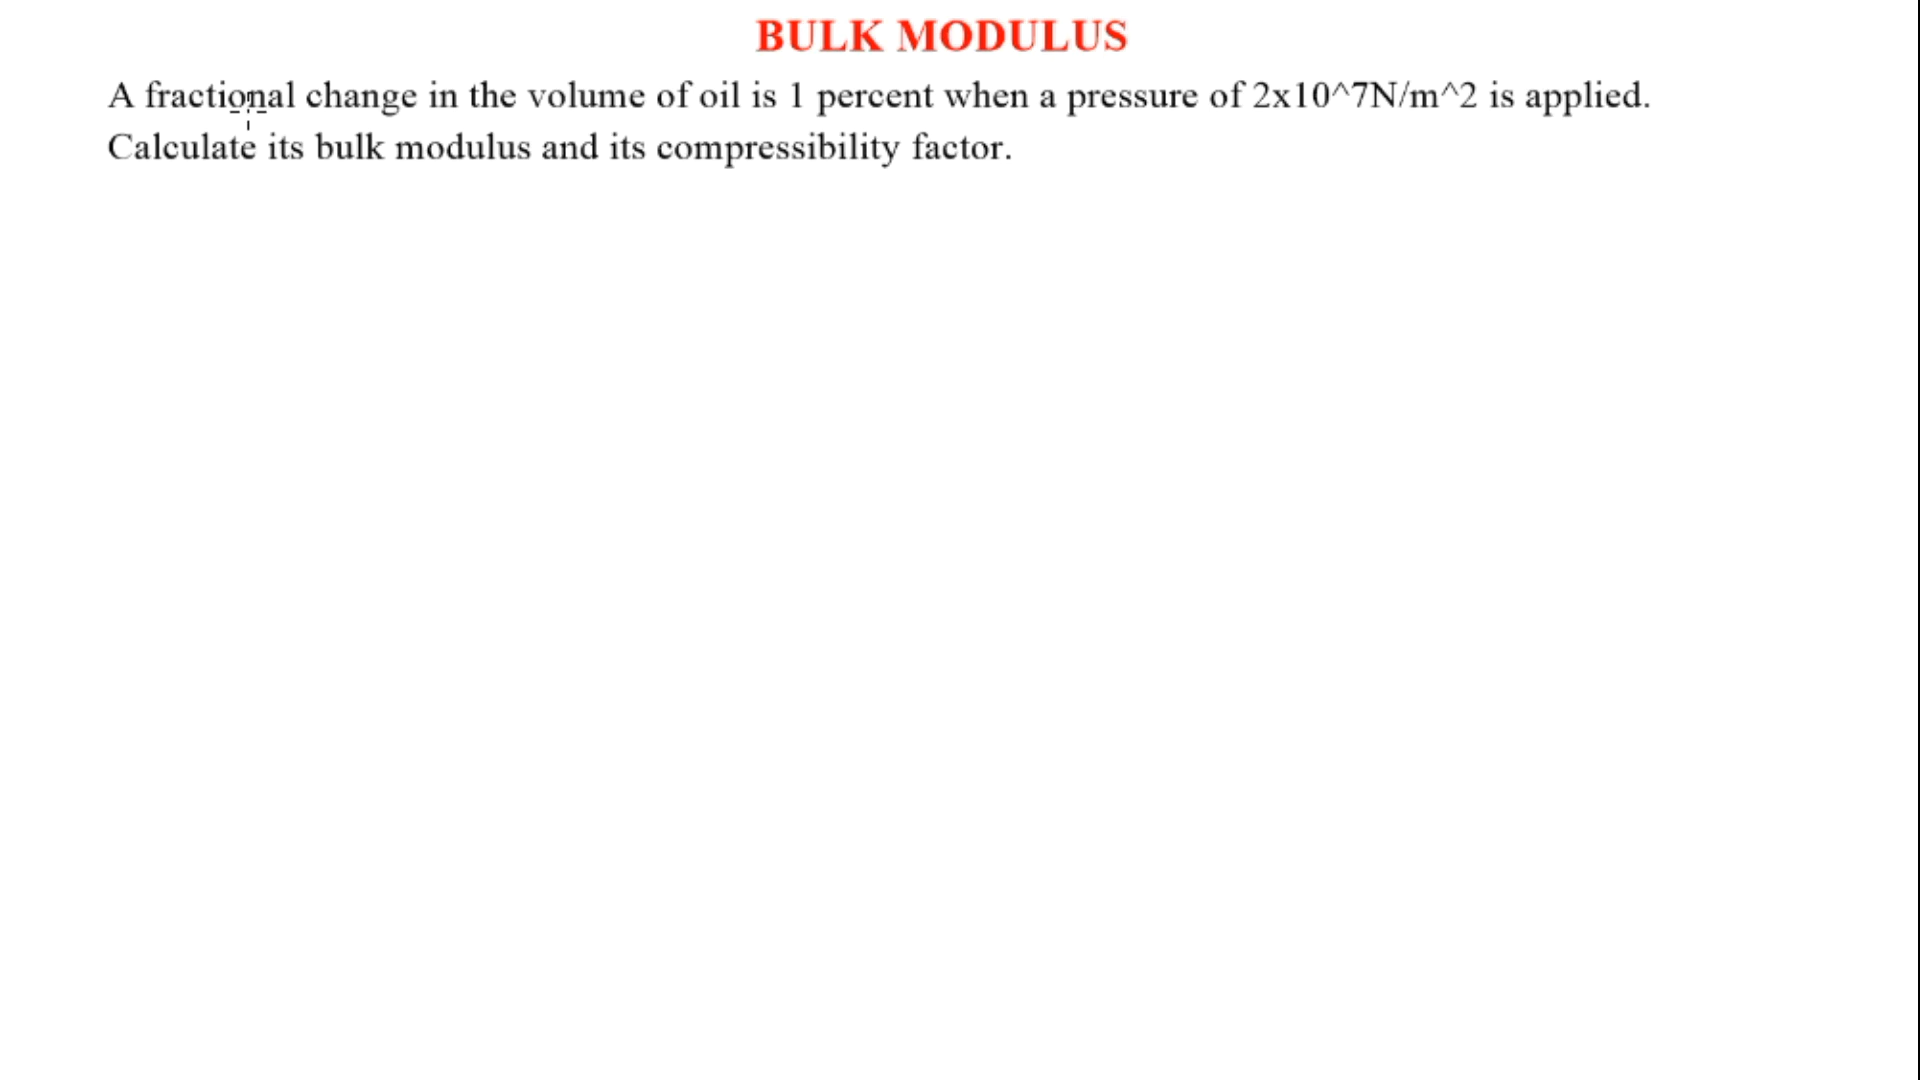 BULK MODULUS
A fractional change in the volume of oil is 1 percent when a pressure of 2x10^7N/m^2 is applied.
Calculate its bulk modulus and its compressibility factor.